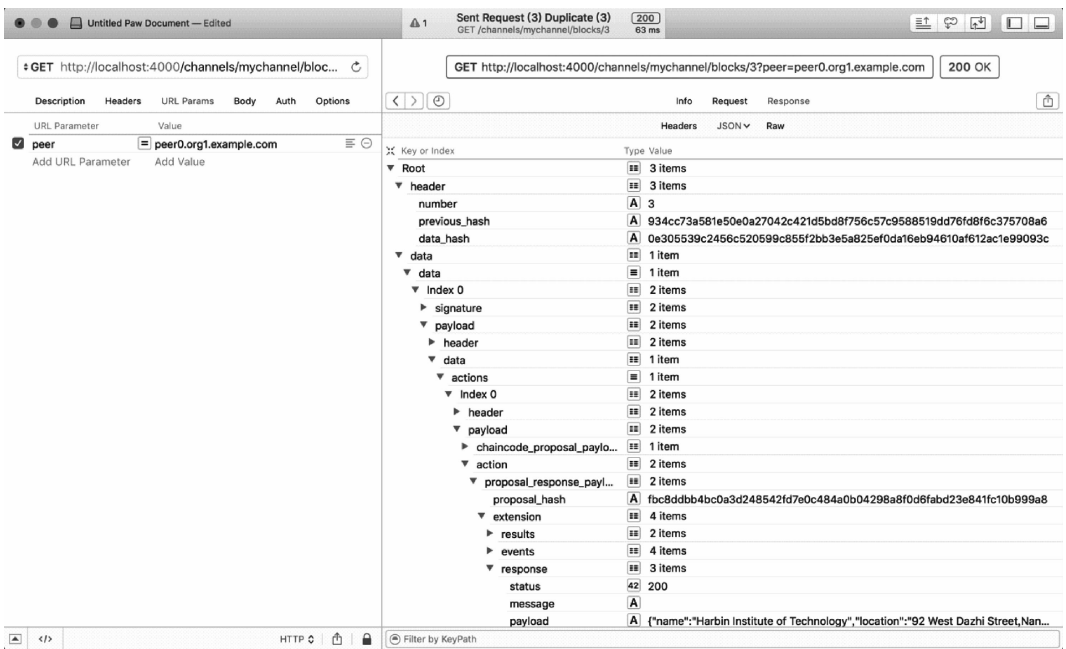 Untitled Paw Document — Edited
1
Sent Request (3) Duplicate (3)
GET /channels/mychannel/blocks/3
200
63 ms
GET http://localhost:4000/channels/mychannel/bloc...
GET http://localhost:4000/channels/mychannel/blocks/3?peer=peer0.org1.example.com
200 OK
Description Headers URL Params Body Auth Options
Info Request Response
URL Parameter Value
Headers JSON Raw
peer = peer0.org1.example.com
Add URL Parameter Add Value
Key or Index Type Value
Root 3 items
header 3 items
number A 3
previous_hash A 934cc73a581e50e0a27042c421d5bd8f756c57c9588519dd76fd8f6c375708a6
data_hash A 0e305539c2456c520599c855f2bb3e5a825ef0da16eb94610af612ac1e99093c
data 1 item
data 1 item
Index 0 2 items
signature 2 items
payload 2 items
header 2 items
data 1 item
actions 1 item
Index 0 2 items
header 2 items
payload 2 items
chaincode_proposal_paylo... 1 item
action 2 items
proposal_response_payl... 2 items
proposal_hash A fbc8ddbb4bc0a3d248542fd7e0c484a0b04298a8f0d6fabd23e841fc10b999a8
extension 4 items
results 2 items
events 4 items
response 3 items
status 42 200
message A
payload A {"name":"Harbin Institute of Technology","location":"92 West Dazhi Street,Nan...
</> HTTP
Filter by KeyPath